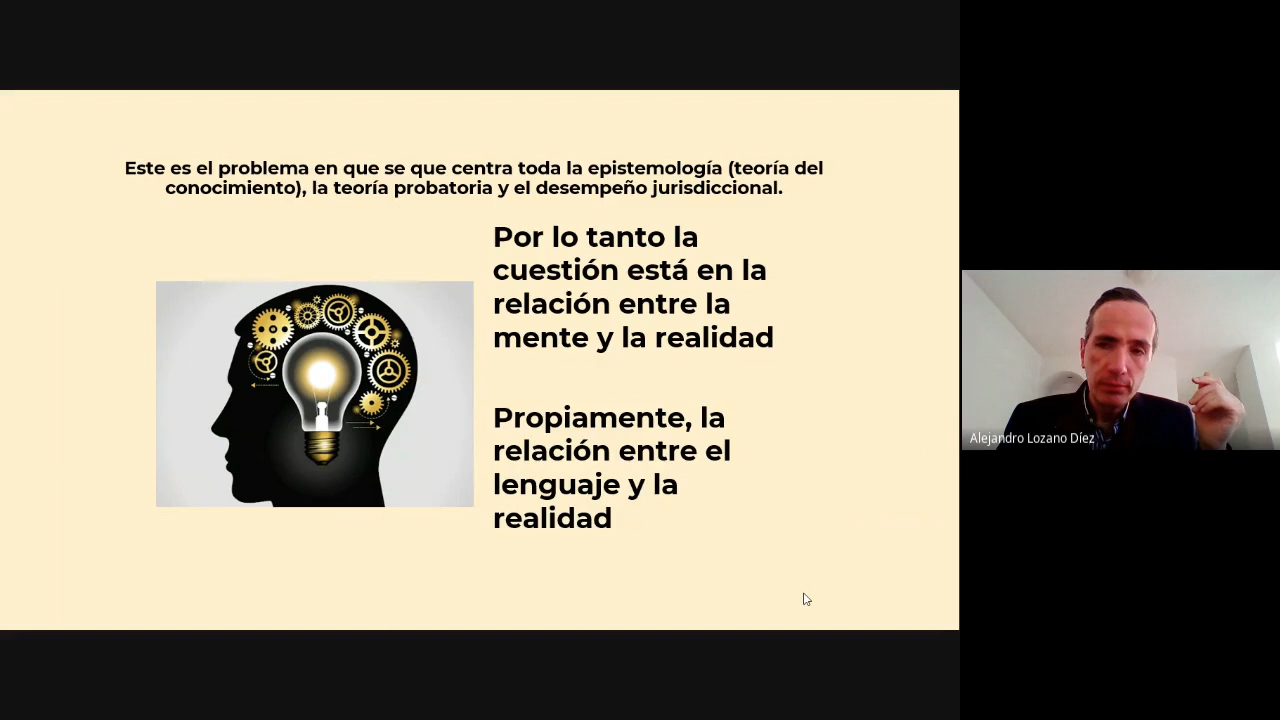 Este es el problema en que se que centra toda la epistemología (teoría del
conocimiento), la teoría probatoria y el desempeño jurisdiccional.
Por lo tanto la
cuestión está en la
relación entre la
mente y la realidad
Propiamente, la
relación entre el
lenguaje y la
realidad
Alejandro Lozano Díez